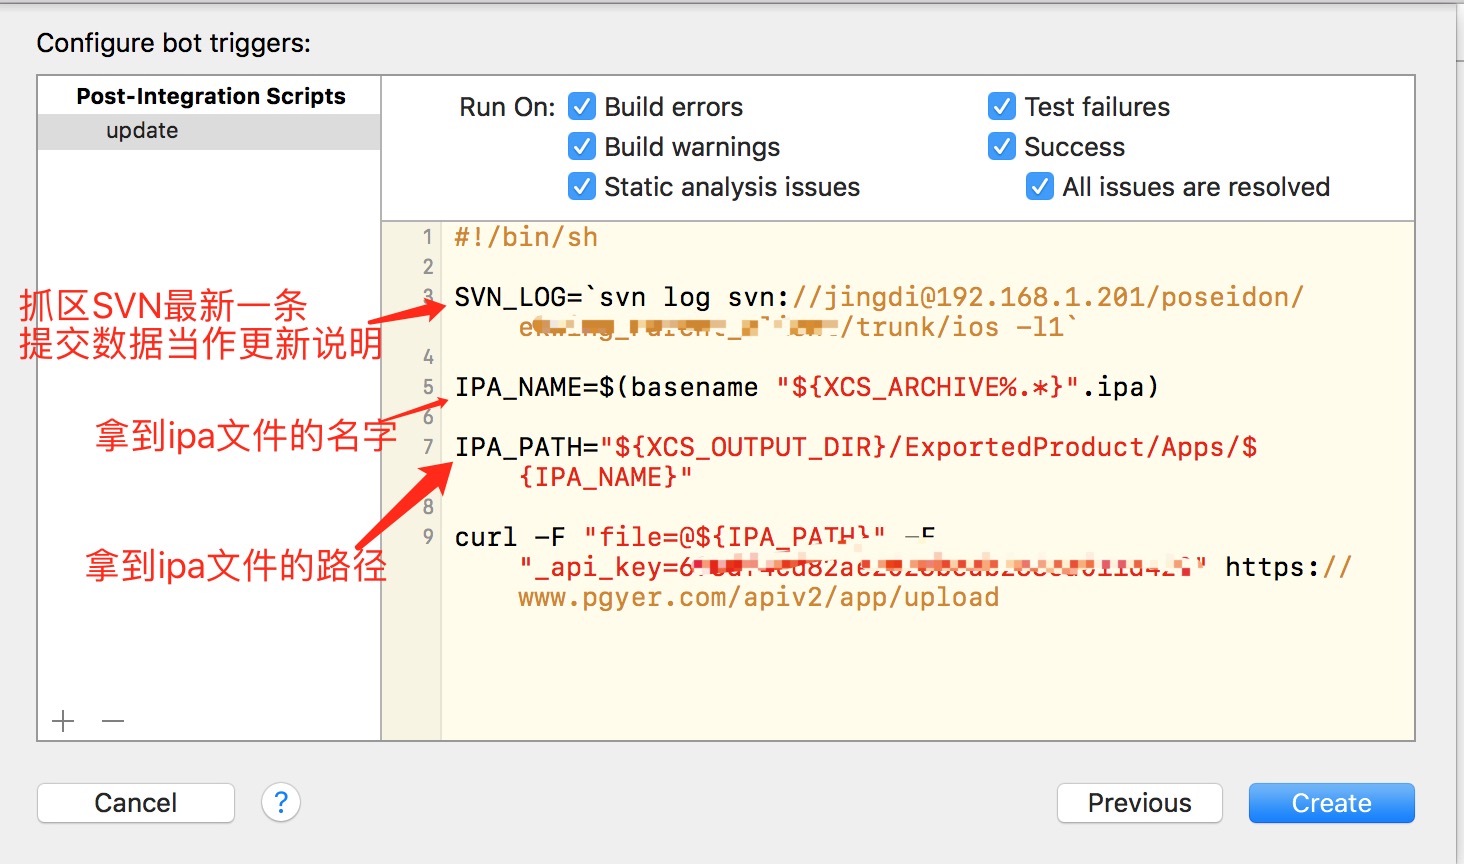 Configure bot triggers:
Post-Integration Scripts
update
Run On:
Build errors
Test failures
Build warnings
Success
Static analysis issues
All issues are resolved
1 #!/bin/sh
2
3 SVN_LOG=`svn log svn://jingdi@192.168.1.201/poseidon/
/trunk/ios -l1`
4
5 IPA_NAME=$(basename "${XCS_ARCHIVE%.*}".ipa)
6
7 IPA_PATH="${XCS_OUTPUT_DIR}/ExportedProduct/Apps/$
{IPA_NAME}"
8
9 curl -F "file=@${IPA_PATH}" -F
"_api_key= " https://
www.pgyer.com/apiv2/app/upload
抓区SVN最新一条
提交数据当作更新说明
拿到ipa文件的名字
拿到ipa文件的路径
+ —
Cancel
?
Previous
Create